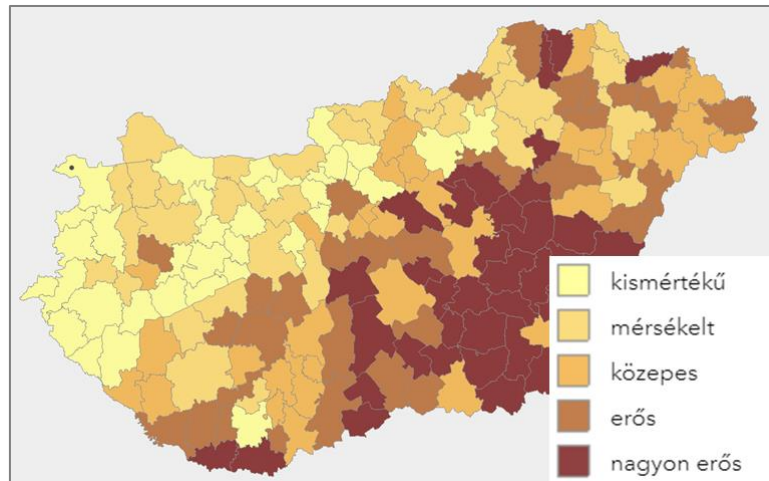 kismértékű
mérsékelt
közepes
erős
nagyon erős